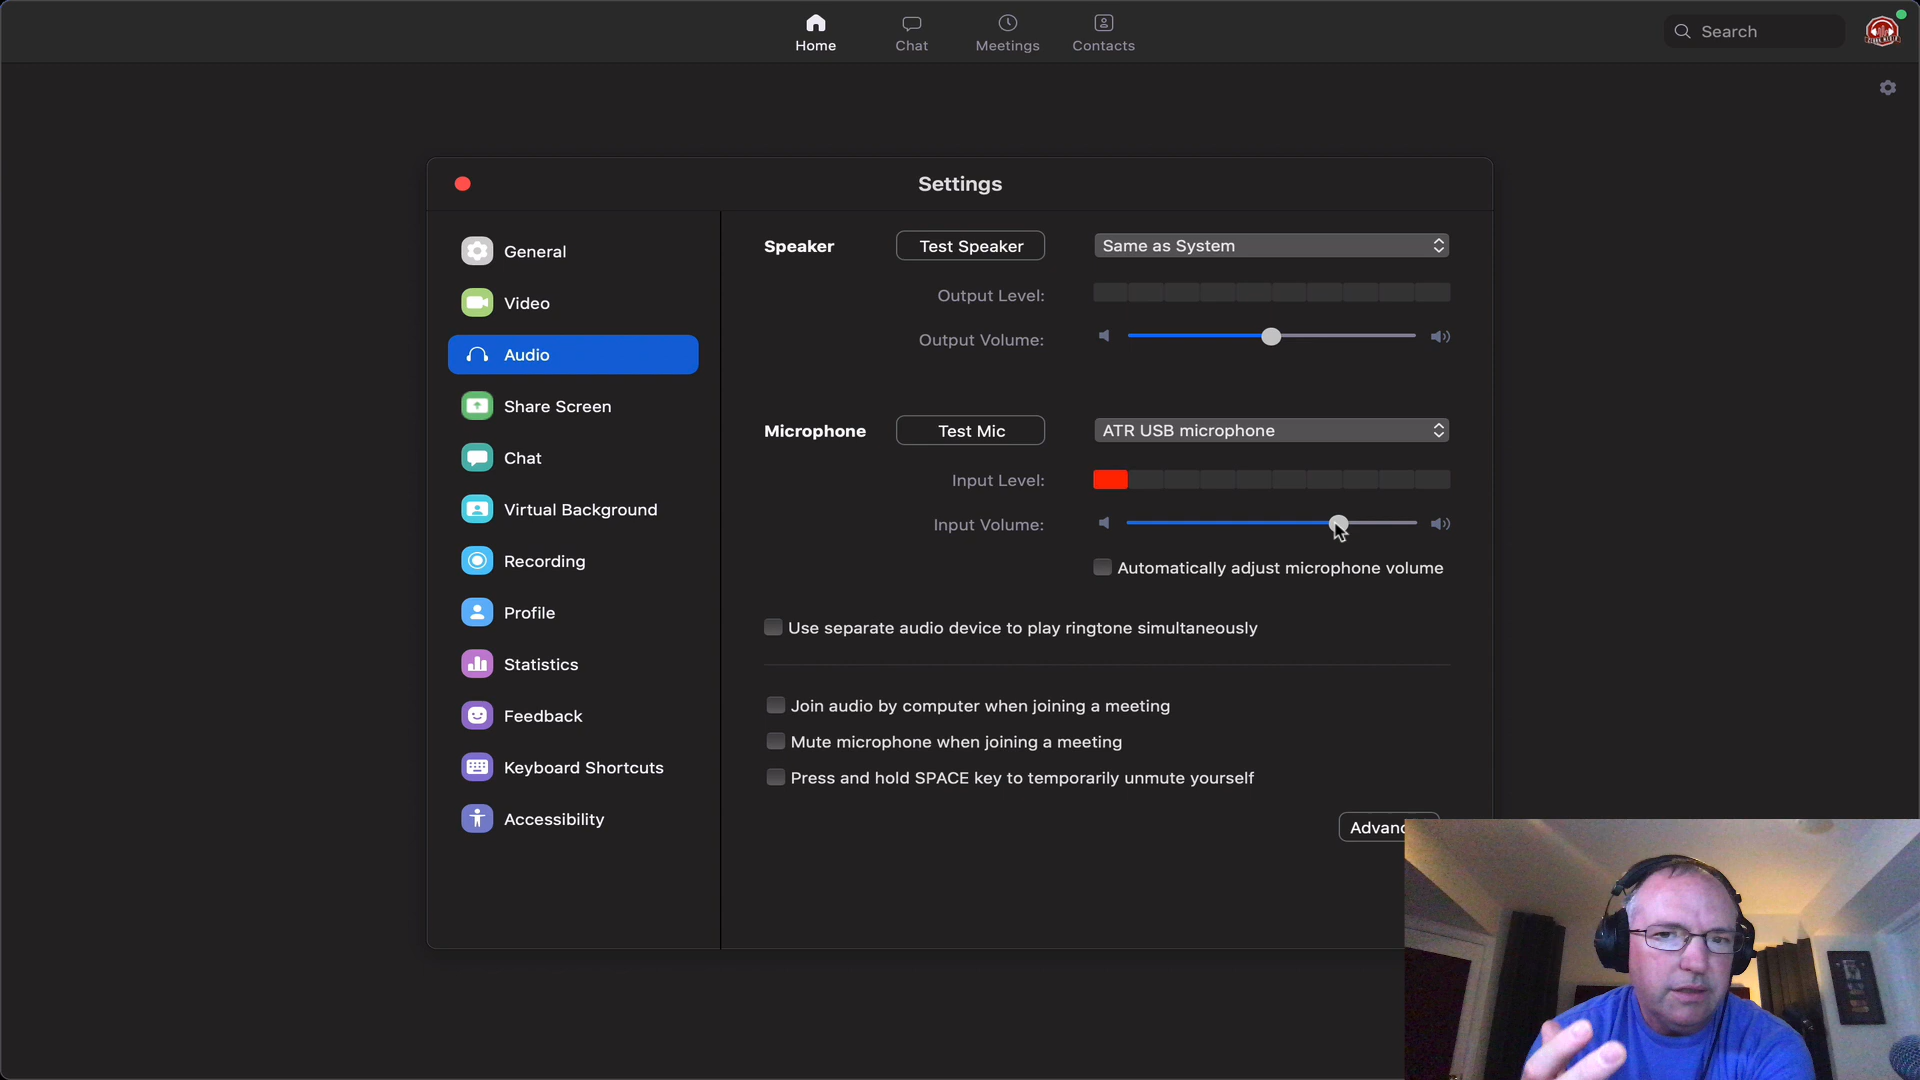 Home
Chat
Meetings
Contacts
Search
Settings
General
Video
Audio
Share Screen
Chat
Virtual Background
Recording
Profile
Statistics
Feedback
Keyboard Shortcuts
Accessibility
Speaker
Test Speaker
Same as System
Output Level:
Output Volume:
Microphone
Test Mic
ATR USB microphone
Input Level:
Input Volume:
Automatically adjust microphone volume
Use separate audio device to play ringtone simultaneously
Join audio by computer when joining a meeting
Mute microphone when joining a meeting
Press and hold SPACE key to temporarily unmute yourself
Advanc